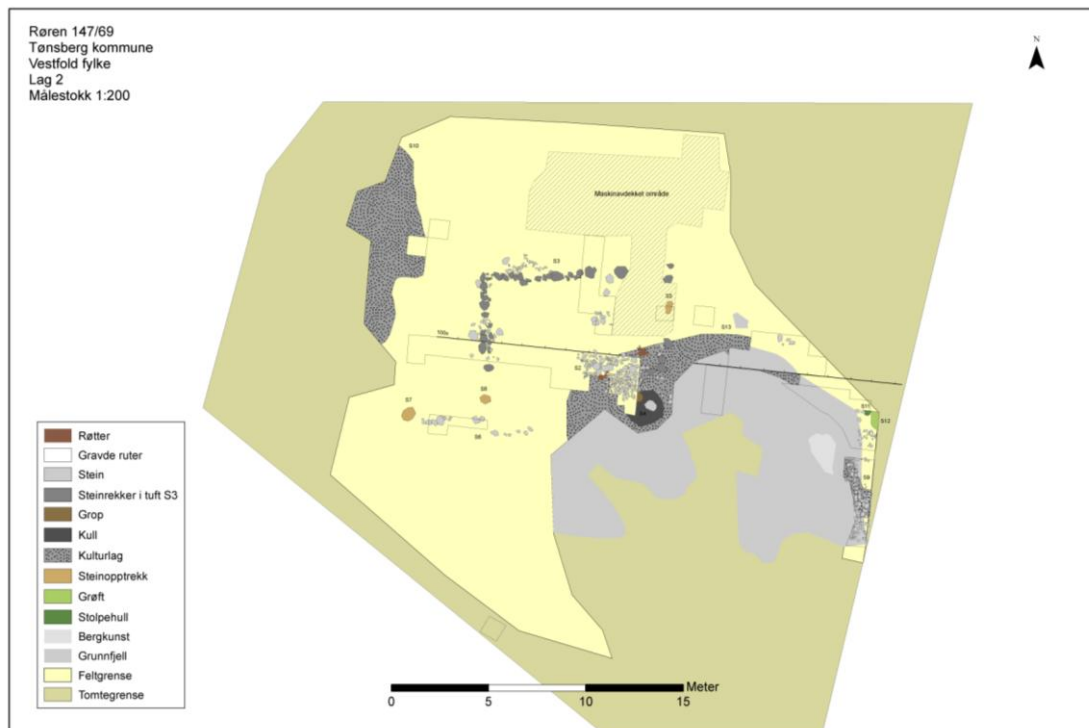 Røren 147/69
Tønsberg kommune
Vestfold fylke
Lag 2
Målestokk 1:200
N
S10
Maskinavdekket område
S3
S5
S13
S2
S7
S6
S11
S12
S9
Røtter
Gravde ruter
Stein
Steinrekker i tuft S3
Grop
Kull
Kulturlag
Steinopptrekk
Grøft
Stolpehull
Bergkunst
Grunnfjell
Feltgrense
Tomtegrense
Meter
0 5 10 15